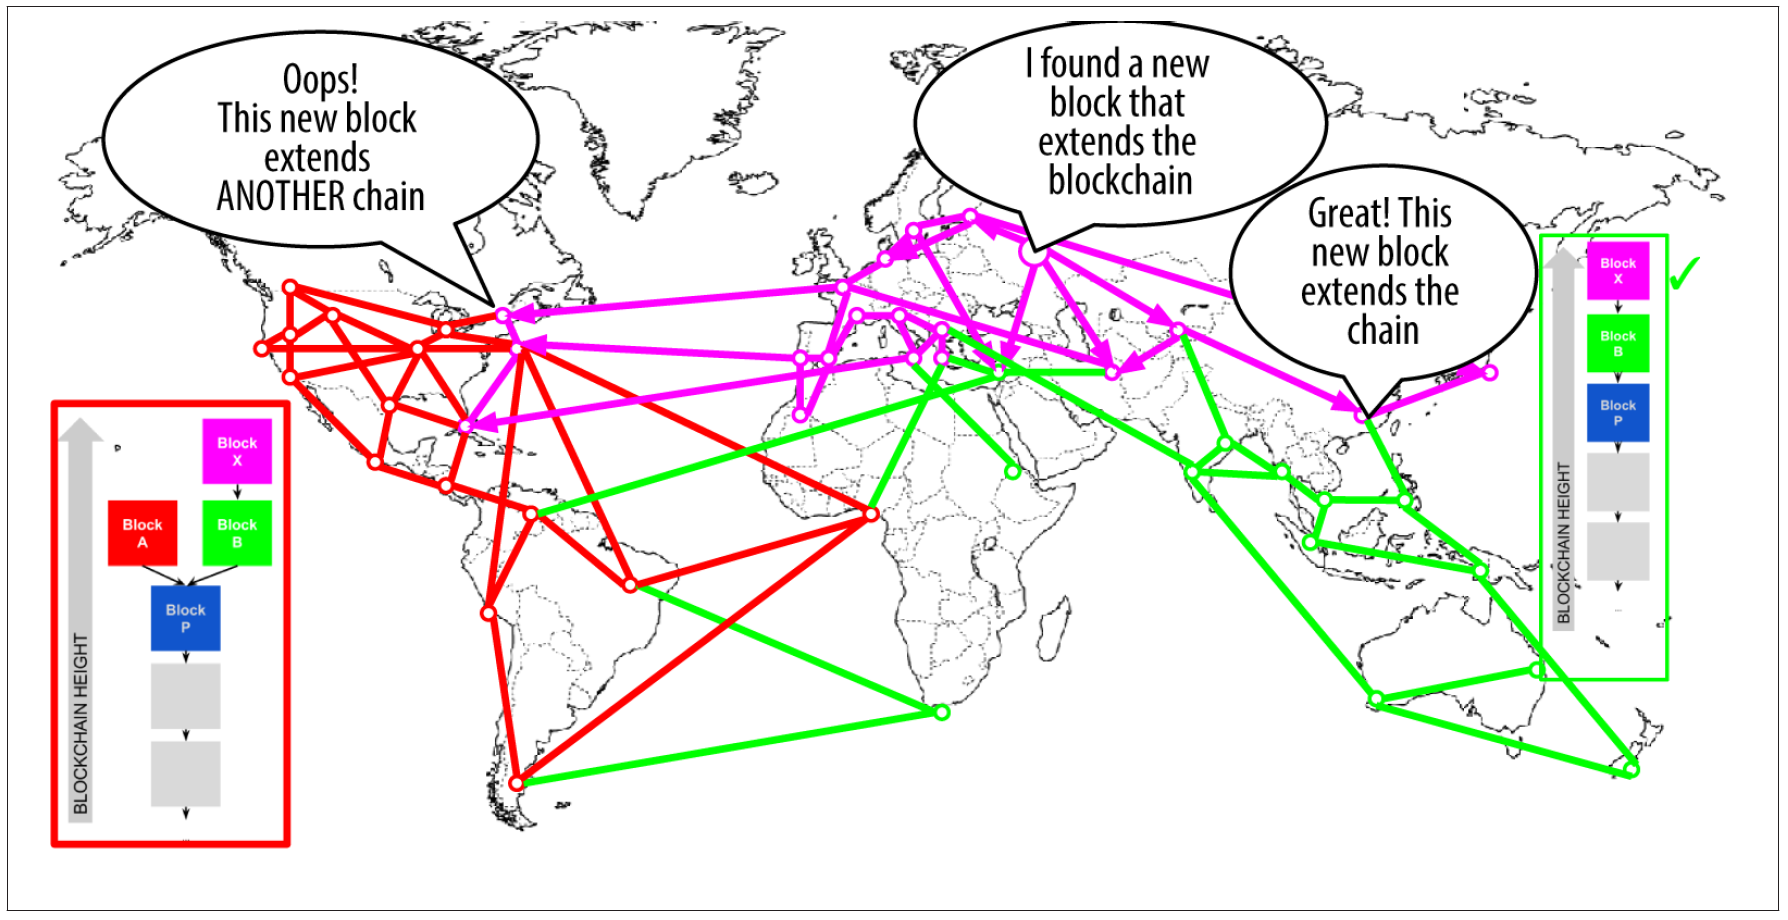 Oops!
This new block
extends
ANOTHER chain
I found a new
block that
extends the
blockchain
Great! This
new block
extends the
chain
BLOCKCHAIN HEIGHT
Block
X
Block
A
Block
B
Block
P
...
BLOCKCHAIN HEIGHT
Block
X
Block
B
Block
P
...